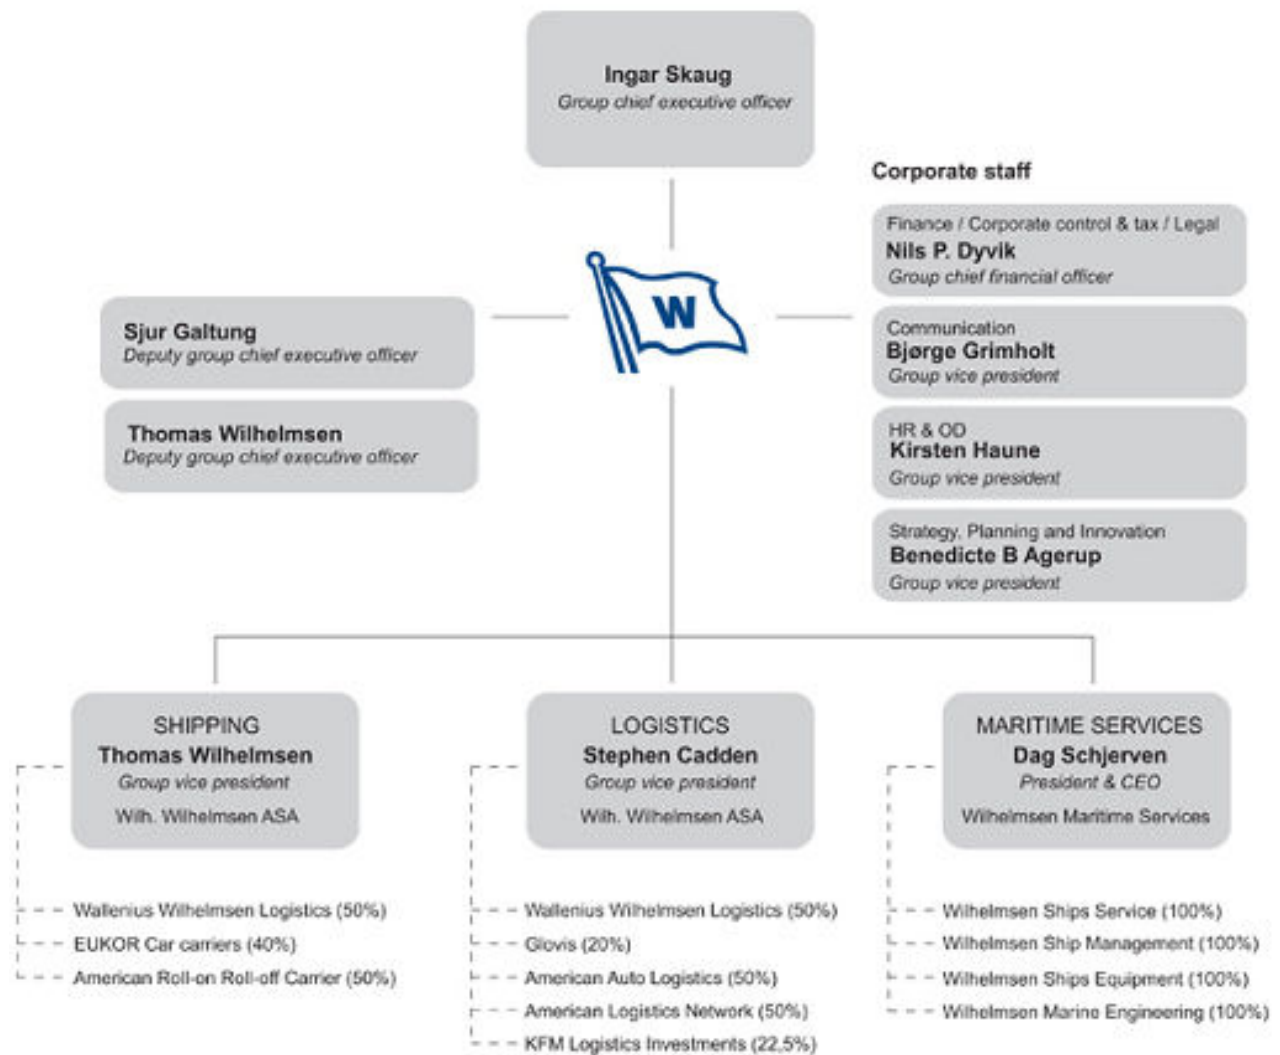 Ingar Skaug
Group chief executive officer
Corporate staff
Finance / Corporate control & tax / Legal
Nils P. Dyvik
Group chief financial officer
Communication
Bjørge Grimholt
Group vice president
HR & OD
Kirsten Haune
Group vice president
Strategy, Planning and Innovation
Benedicte B Agerup
Group vice president
W
Sjur Galtung
Deputy group chief executive officer
Thomas Wilhelmsen
Deputy group chief executive officer
SHIPPING
Thomas Wilhelmsen
Group vice president
Wilh. Wilhelmsen ASA
Wallenius Wilhelmsen Logistics (50%)
EUKOR Car carriers (40%)
American Roll-on Roll-off Carrier (50%)
LOGISTICS
Stephen Cadden
Group vice president
Wilh. Wilhelmsen ASA
Wallenius Wilhelmsen Logistics (50%)
Glovis (20%)
American Auto Logistics (50%)
American Logistics Network (50%)
KFM Logistics Investments (22,5%)
MARITIME SERVICES
Dag Schjerven
President & CEO
Wilhelmsen Maritime Services
Wilhelmsen Ships Service (100%)
Wilhelmsen Ship Management (100%)
Wilhelmsen Ships Equipment (100%)
Wilhelmsen Marine Engineering (100%)